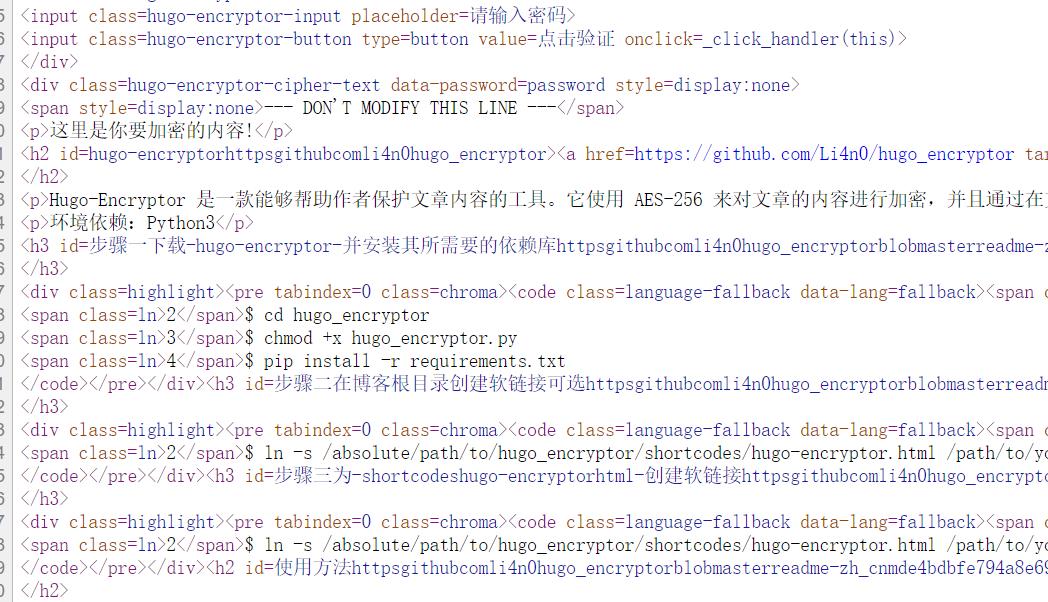 5 <input class=hugo-encryptor-input placeholder=请输入密码>
6 <input class=hugo-encryptor-button type=button value=点击验证 onclick=_click_handler(this)>
7 </div>
8 <div class=hugo-encryptor-cipher-text data-password=password style=display:none>
9 <span style=display:none>--- DON'T MODIFY THIS LINE ---</span>
0 <p>这里是你要加密的内容!</p>
1 <h2 id=hugo-encryptorhttpsgithubcomli4n0hugo_encryptor><a href=https://github.com/Li4n0/hugo_encryptor tar
2 </h2>
3 <p>Hugo-Encryptor 是一款能够帮助作者保护文章内容的工具。它使用 AES-256 来对文章的内容进行加密，并且通过在
4 <p>环境依赖：Python3</p>
5 <h3 id=步骤一下载-hugo-encryptor-并安装其所需要的依赖库httpsgithubcomli4n0hugo_encryptorblobmasterreadme-z
6 </h3>
7 <div class=highlight><pre tabindex=0 class=chroma><code class=language-fallback data-lang=fallback><span c
8 <span class=ln>2</span>$ cd hugo_encryptor
9 <span class=ln>3</span>$ chmod +x hugo_encryptor.py
0 <span class=ln>4</span>$ pip install -r requirements.txt
1 </code></pre></div><h3 id=步骤二在博客根目录创建软链接可选httpsgithubcomli4n0hugo_encryptorblobmasterreadm
2 </h3>
3 <div class=highlight><pre tabindex=0 class=chroma><code class=language-fallback data-lang=fallback><span c
4 <span class=ln>2</span>$ ln -s /absolute/path/to/hugo_encryptor/shortcodes/hugo-encryptor.html /path/to/yo
5 </code></pre></div><h3 id=步骤三为-shortcodeshugo-encryptorhtml-创建软链接httpsgithubcomli4n0hugo_encrypto
6 </h3>
7 <div class=highlight><pre tabindex=0 class=chroma><code class=language-fallback data-lang=fallback><span c
8 <span class=ln>2</span>$ ln -s /absolute/path/to/hugo_encryptor/shortcodes/hugo-encryptor.html /path/to/yo
9 </code></pre></div><h2 id=使用方法httpsgithubcomli4n0hugo_encryptorblobmasterreadme-zh_cnmde4bdbfe794a8e69
0 </h2>